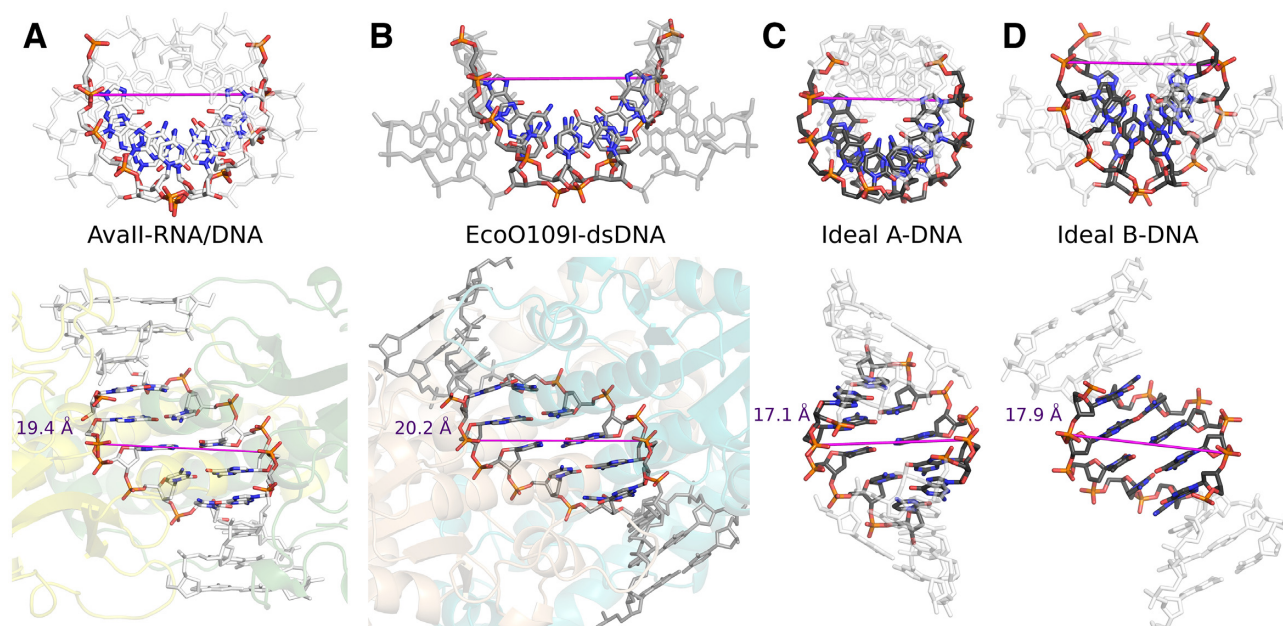 A
B
C
D
AvaII-RNA/DNA
EcoO109I-dsDNA
Ideal A-DNA
Ideal B-DNA
19.4 Å
20.2 Å
17.1 Å
17.9 Å